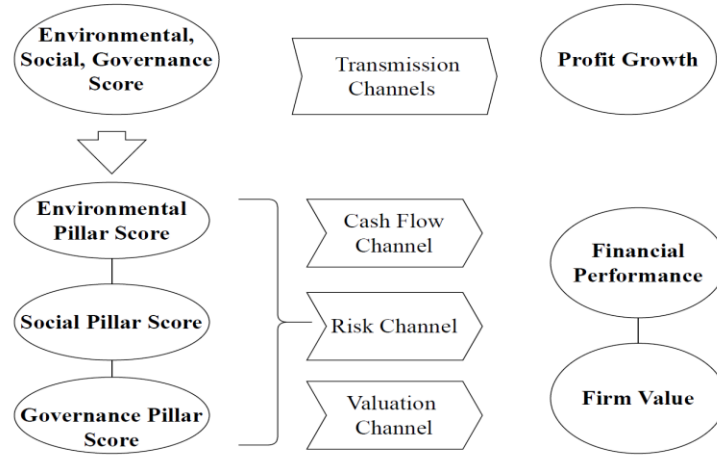 Environmental,
Social, Governance
Score
Transmission
Channels
Profit Growth
Environmental
Pillar Score
Cash Flow
Channel
Financial
Performance
Social Pillar Score
Risk Channel
Governance Pillar
Score
Valuation
Channel
Firm Value